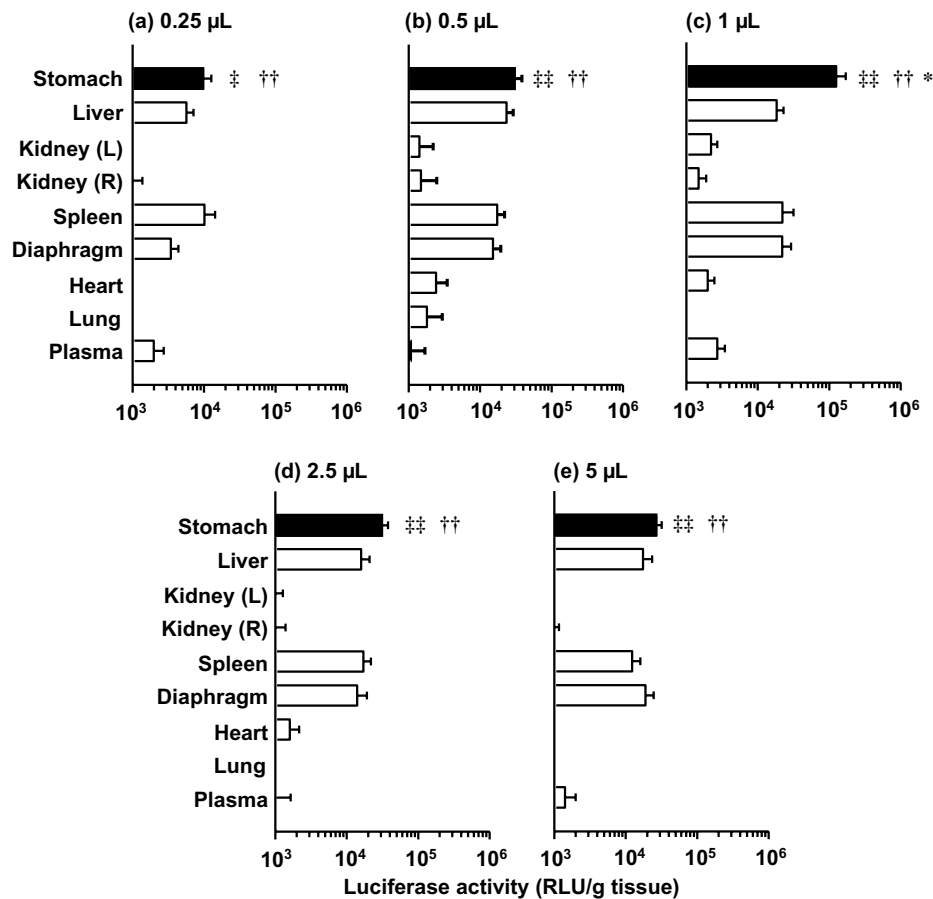 (a) 0.25 µL
(b) 0.5 µL
(c) 1 µL
Stomach ‡ †† ‡‡ †† ‡‡ †† *
Liver
Kidney (L)
Kidney (R)
Spleen
Diaphragm
Heart
Lung
Plasma
10³ 10⁴ 10⁵ 10⁶ 10³ 10⁴ 10⁵ 10⁶ 10³ 10⁴ 10⁵ 10⁶
(d) 2.5 µL
(e) 5 µL
Stomach ‡‡ †† ‡‡ ††
Liver
Kidney (L)
Kidney (R)
Spleen
Diaphragm
Heart
Lung
Plasma
10³ 10⁴ 10⁵ 10⁶ 10³ 10⁴ 10⁵ 10⁶
Luciferase activity (RLU/g tissue)